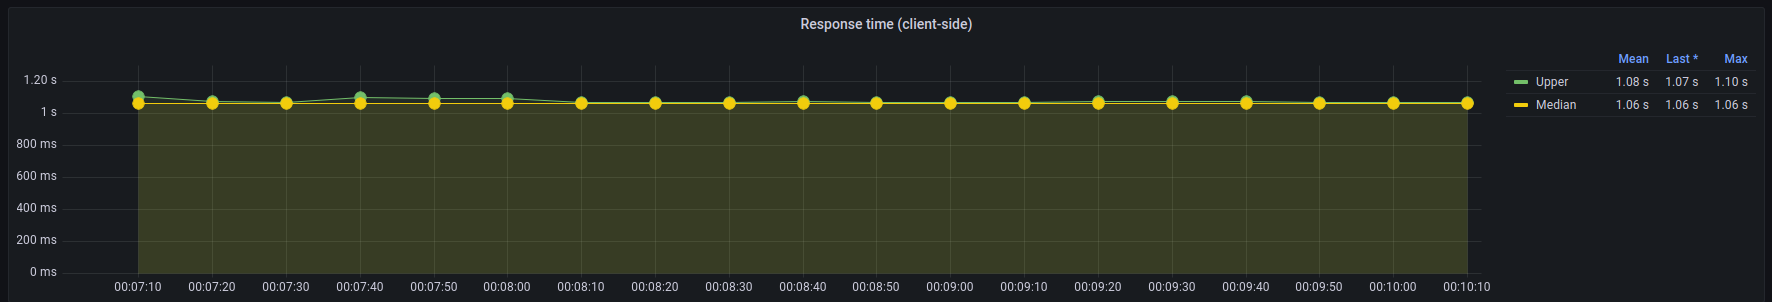 Response time (client-side)
Mean Last * Max
Upper 1.08 s 1.07 s 1.10 s
Median 1.06 s 1.06 s 1.06 s
1.20 s
1 s
800 ms
600 ms
400 ms
200 ms
0 ms
00:07:10 00:07:20 00:07:30 00:07:40 00:07:50 00:08:00 00:08:10 00:08:20 00:08:30 00:08:40 00:08:50 00:09:00 00:09:10 00:09:20 00:09:30 00:09:40 00:09:50 00:10:00 00:10:10